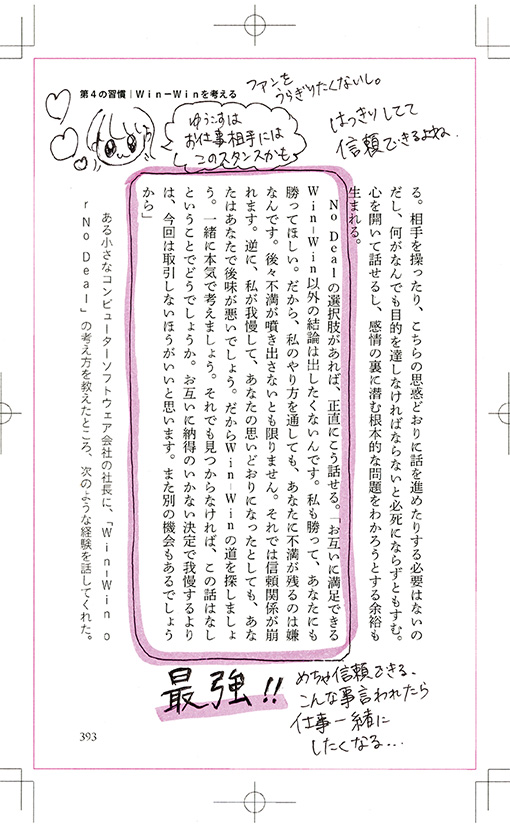 第4の習慣｜Win－Winを考える
ファンを
うらぎりたくないし。
ゆうこすは
お仕事相手には
このスタンスかも
はっきりしてて
信頼できるよね、
る。相手を操ったり、こちらの思惑どおりに話を進めたりする必要はないの
だし、何がなんでも目的を達しなければならないと必死にならずともすむ。
心を開いて話せるし、感情の裏に潜む根本的な問題をわかろうとする余裕も
生まれる。
No Dealの選択肢があれば、正直にこう話せる。「お互いに満足できる
Win－Win以外の結論は出したくないんです。私も勝って、あなたにも
勝ってほしい。だから、私のやり方を通しても、あなたに不満が残るのは嫌
なんです。後々不満が噴き出さないとも限りません。それでは信頼関係が崩
れます。逆に、私が我慢して、あなたの思いどおりになったとしても、あな
たはあなたで後味が悪いでしょう。だからWin－Winの道を探しましょ
う。一緒に本気で考えましょう。それでも見つからなければ、この話はなし
ということでどうでしょうか。お互いに納得のいかない決定で我慢するより
は、今回は取引しないほうがいいと思います。また別の機会もあるでしょう
から」
ある小さなコンピューターソフトウェア会社の社長に、「Win－Win o
r No Deal」の考え方を教えたところ、次のような経験を話してくれた。
最強!!
めちゃ信頼できる、
こんな事言われたら
仕事一緒に
したくなる…
393